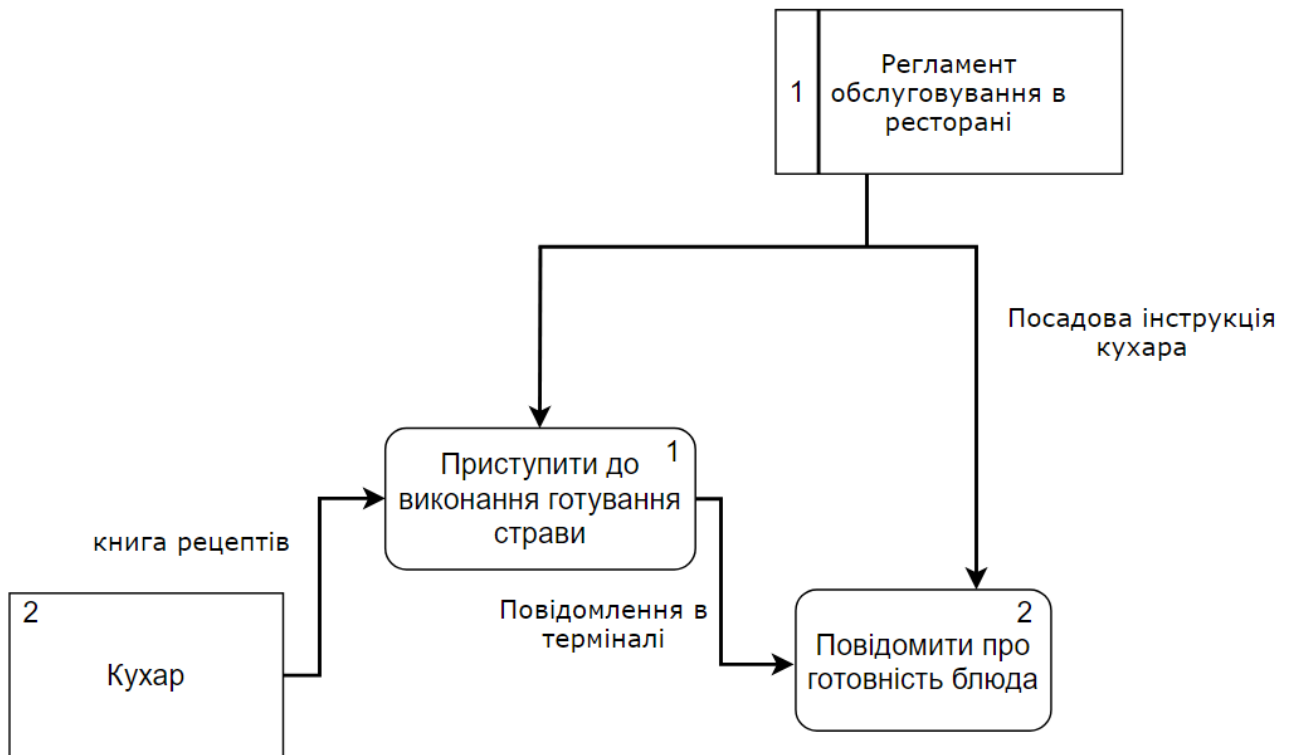 1
Регламент
обслуговування в
ресторані
Посадова інструкція
кухара
1
Приступити до
виконання готування
страви
книга рецептів
2
Кухар
Повідомлення в
терміналі
2
Повідомити про
готовність блюда